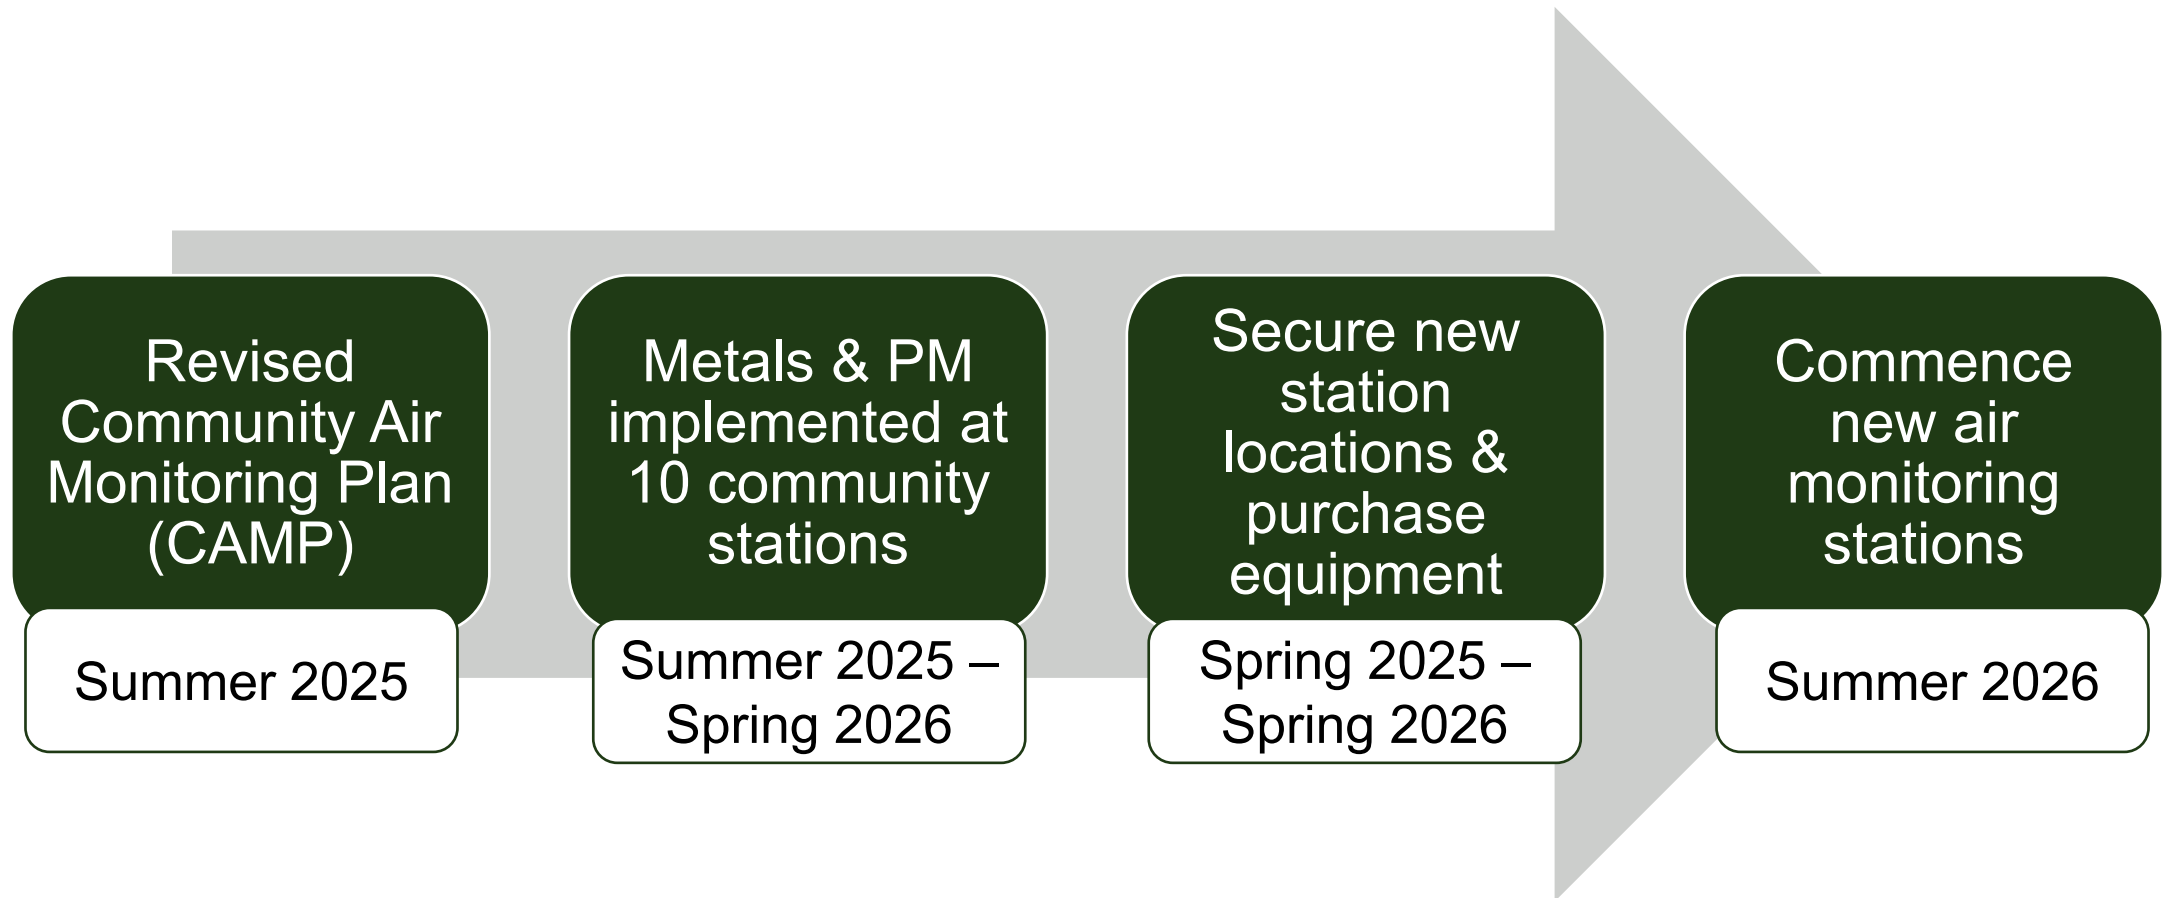 Revised
Community Air
Monitoring Plan
(CAMP)
Summer 2025
Metals & PM
implemented at
10 community
stations
Summer 2025 –
Spring 2026
Secure new
station
locations &
purchase
equipment
Spring 2025 –
Spring 2026
Commence
new air
monitoring
stations
Summer 2026